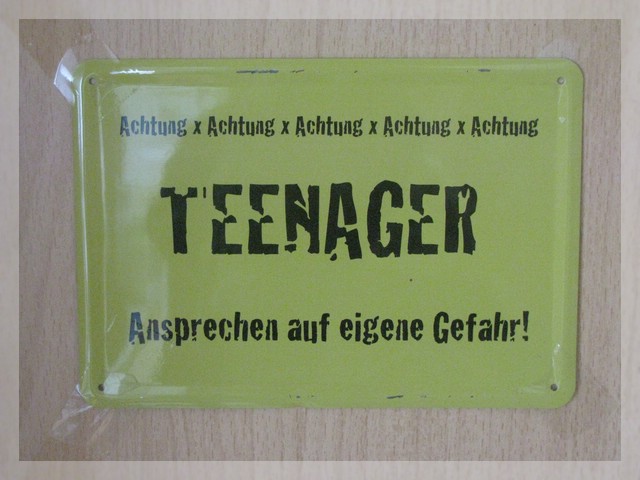 Achtung x Achtung x Achtung x Achtung x Achtung
TEENAGER
Ansprechen auf eigene Gefahr!